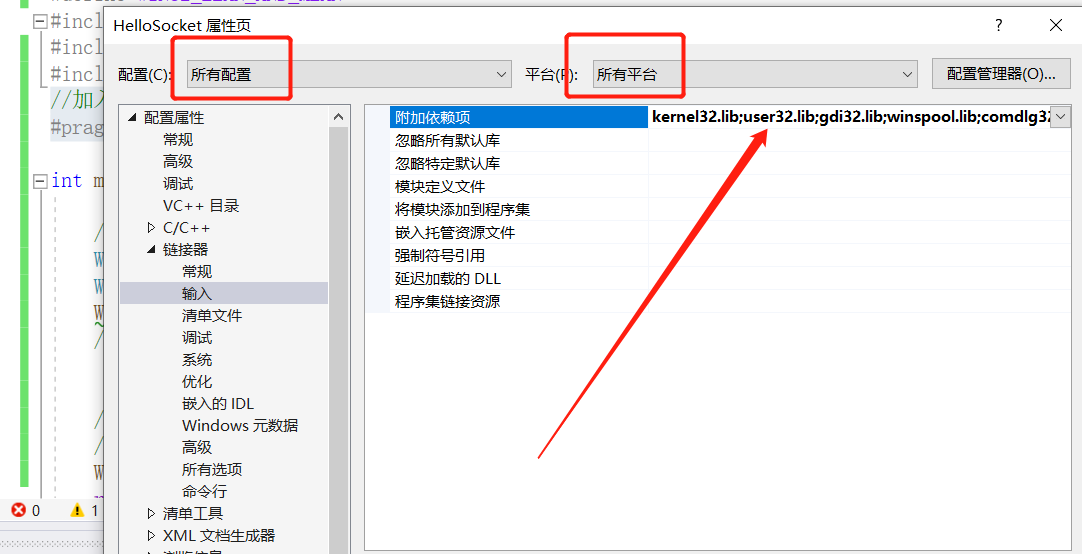 #incl
HelloSocket 属性页
#incl
#incl
配置(C):
所有配置
平台(P):
所有平台
配置管理器(O)...
//加入
#prag
配置属性
常规
高级
调试
VC++ 目录
C/C++
链接器
常规
输入
清单文件
调试
系统
优化
嵌入的 IDL
Windows 元数据
高级
所有选项
命令行
清单工具
XML 文档生成器
附加依赖项
kernel32.lib;user32.lib;gdi32.lib;winspool.lib;comdlg32
忽略所有默认库
忽略特定默认库
模块定义文件
将模块添加到程序集
嵌入托管资源文件
强制符号引用
延迟加载的 DLL
程序集链接资源
int m
//
W
W
W
/
/
/
W
0
1